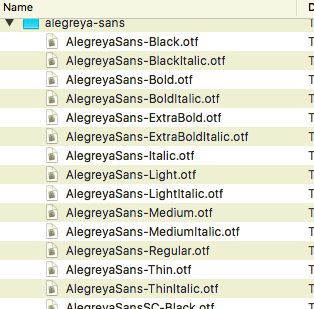 Name D
alegreya-sans T
AlegreyaSans-Black.otf T
AlegreyaSans-BlackItalic.otf T
AlegreyaSans-Bold.otf T
AlegreyaSans-BoldItalic.otf T
AlegreyaSans-ExtraBold.otf T
AlegreyaSans-ExtraBoldItalic.otf T
AlegreyaSans-Italic.otf T
AlegreyaSans-Light.otf T
AlegreyaSans-LightItalic.otf T
AlegreyaSans-Medium.otf T
AlegreyaSans-MediumItalic.otf T
AlegreyaSans-Regular.otf T
AlegreyaSans-Thin.otf T
AlegreyaSans-ThinItalic.otf T
AlegreyaSansSC-Black.otf T